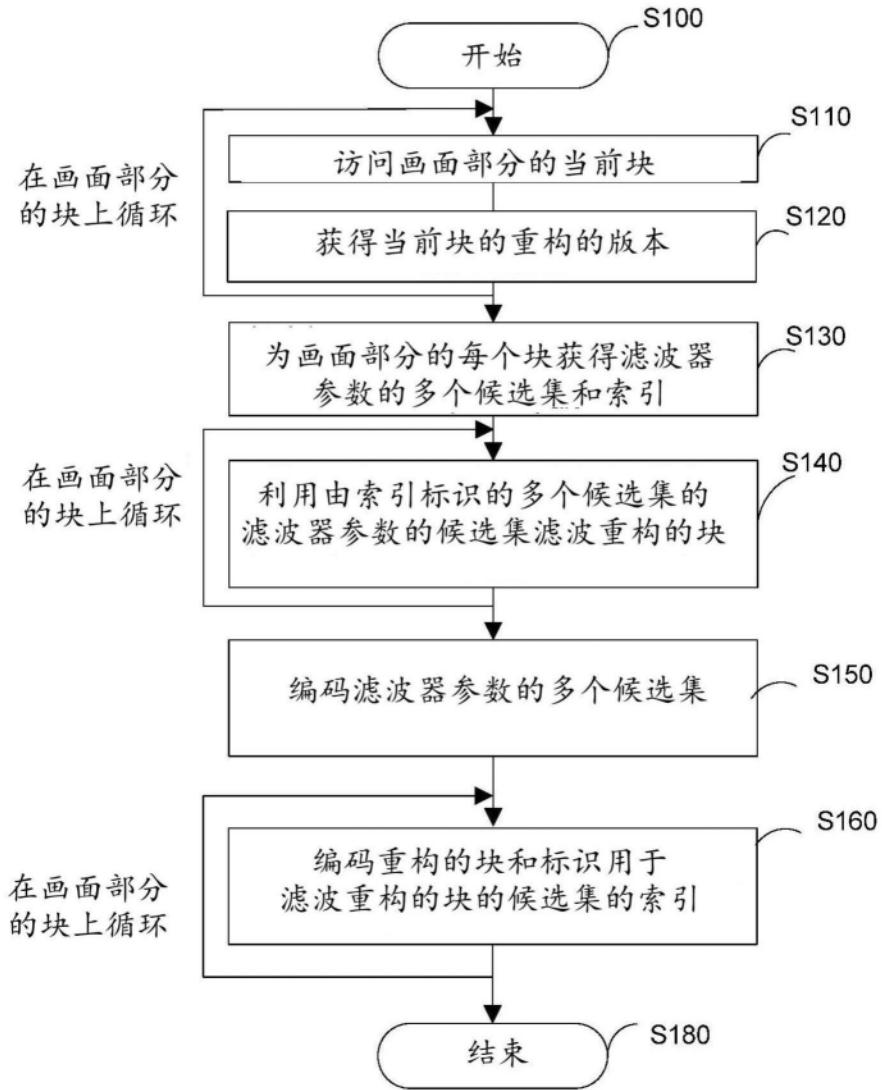 S100
开始
S110
访问画面部分的当前块
在画面部分
的块上循环
S120
获得当前块的重构的版本
S130
为画面部分的每个块获得滤波器
参数的多个候选集和索引
在画面部分
的块上循环
S140
利用由索引标识的多个候选集的
滤波器参数的候选集滤波重构的块
S150
编码滤波器参数的多个候选集
S160
编码重构的块和标识用于
滤波重构的块的候选集的索引
在画面部分
的块上循环
S180
结束